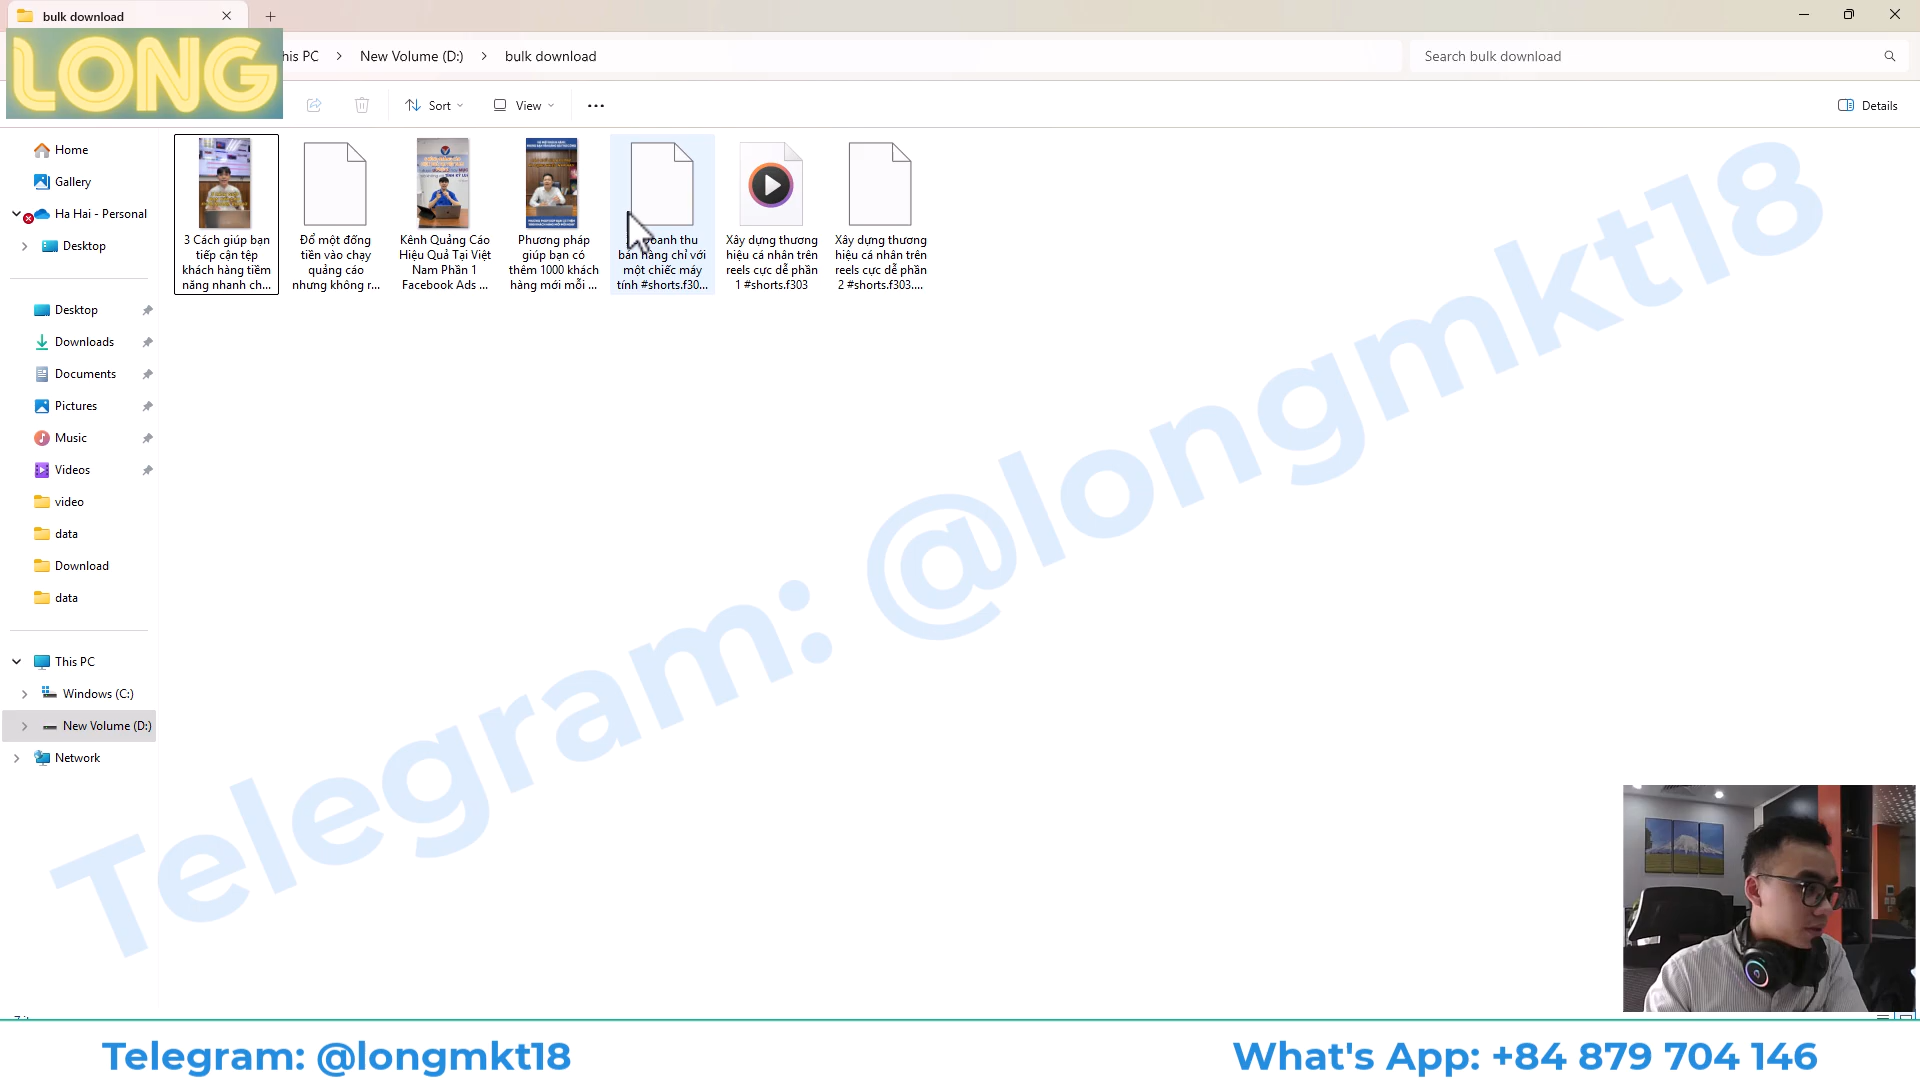 bulk download
LONG
his PC > New Volume (D:) > bulk download
Search bulk download
Sort
View
Details
Home
Gallery
Ha Hai - Personal
Desktop
Desktop
Downloads
Documents
Pictures
Music
Videos
video
data
Download
data
This PC
Windows (C:)
New Volume (D:)
Network
3 Cách giúp bạn
tiếp cận tệp
khách hàng tiềm
năng nhanh ch...
Đổ một đống
tiền vào chạy
quảng cáo
nhưng không r...
Kênh Quảng Cáo
Hiệu Quả Tại Việt
Nam Phần 1
Facebook Ads ...
Phương pháp
giúp bạn có
thêm 1000 khách
hàng mới mỗi ...
oanh thu
bán hàng chỉ với
một chiếc máy
tính #shorts.f30...
Xây dựng thương
hiệu cá nhân trên
reels cực dễ phần
1 #shorts.f303
Xây dựng thương
hiệu cá nhân trên
reels cực dễ phần
2 #shorts.f303....
Telegram: @longmkt18
Telegram: @longmkt18
What's App: +84 879 704 146